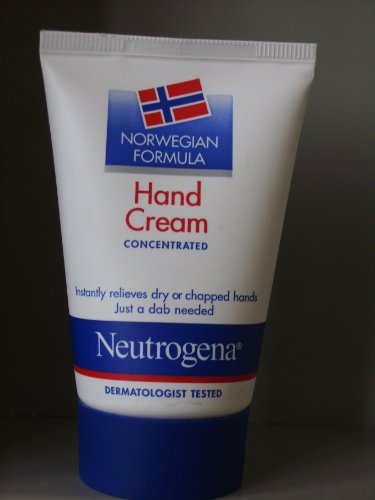 NORWEGIAN
FORMULA
Hand
Cream
CONCENTRATED
Instantly relieves dry or chapped hands
Just a dab needed
Neutrogena®
DERMATOLOGIST TESTED